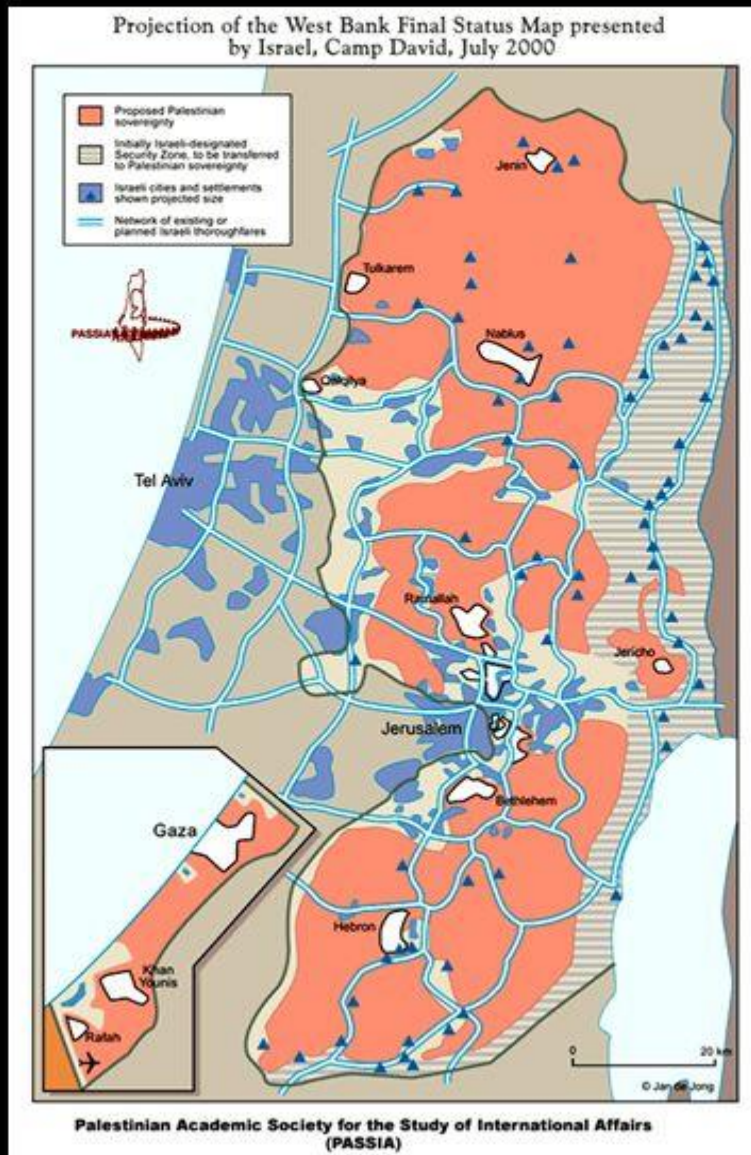 Projection of the West Bank Final Status Map presented
by Israel, Camp David, July 2000
Proposed Palestinian
sovereignty
Initially Israeli-designated
Security Zone, to be transferred
to Palestinian sovereignty
Israeli cities and settlements
shown projected size
Network of existing or
planned Israeli thoroughfares
PASSIA
Jenin
Tulkarem
Nablus
Qalqilya
Tel Aviv
Ramallah
Jericho
Jerusalem
Bethlehem
Gaza
Hebron
Khan
Younis
Rafah
0 20 km
© Jan de Jong
Palestinian Academic Society for the Study of International Affairs
(PASSIA)